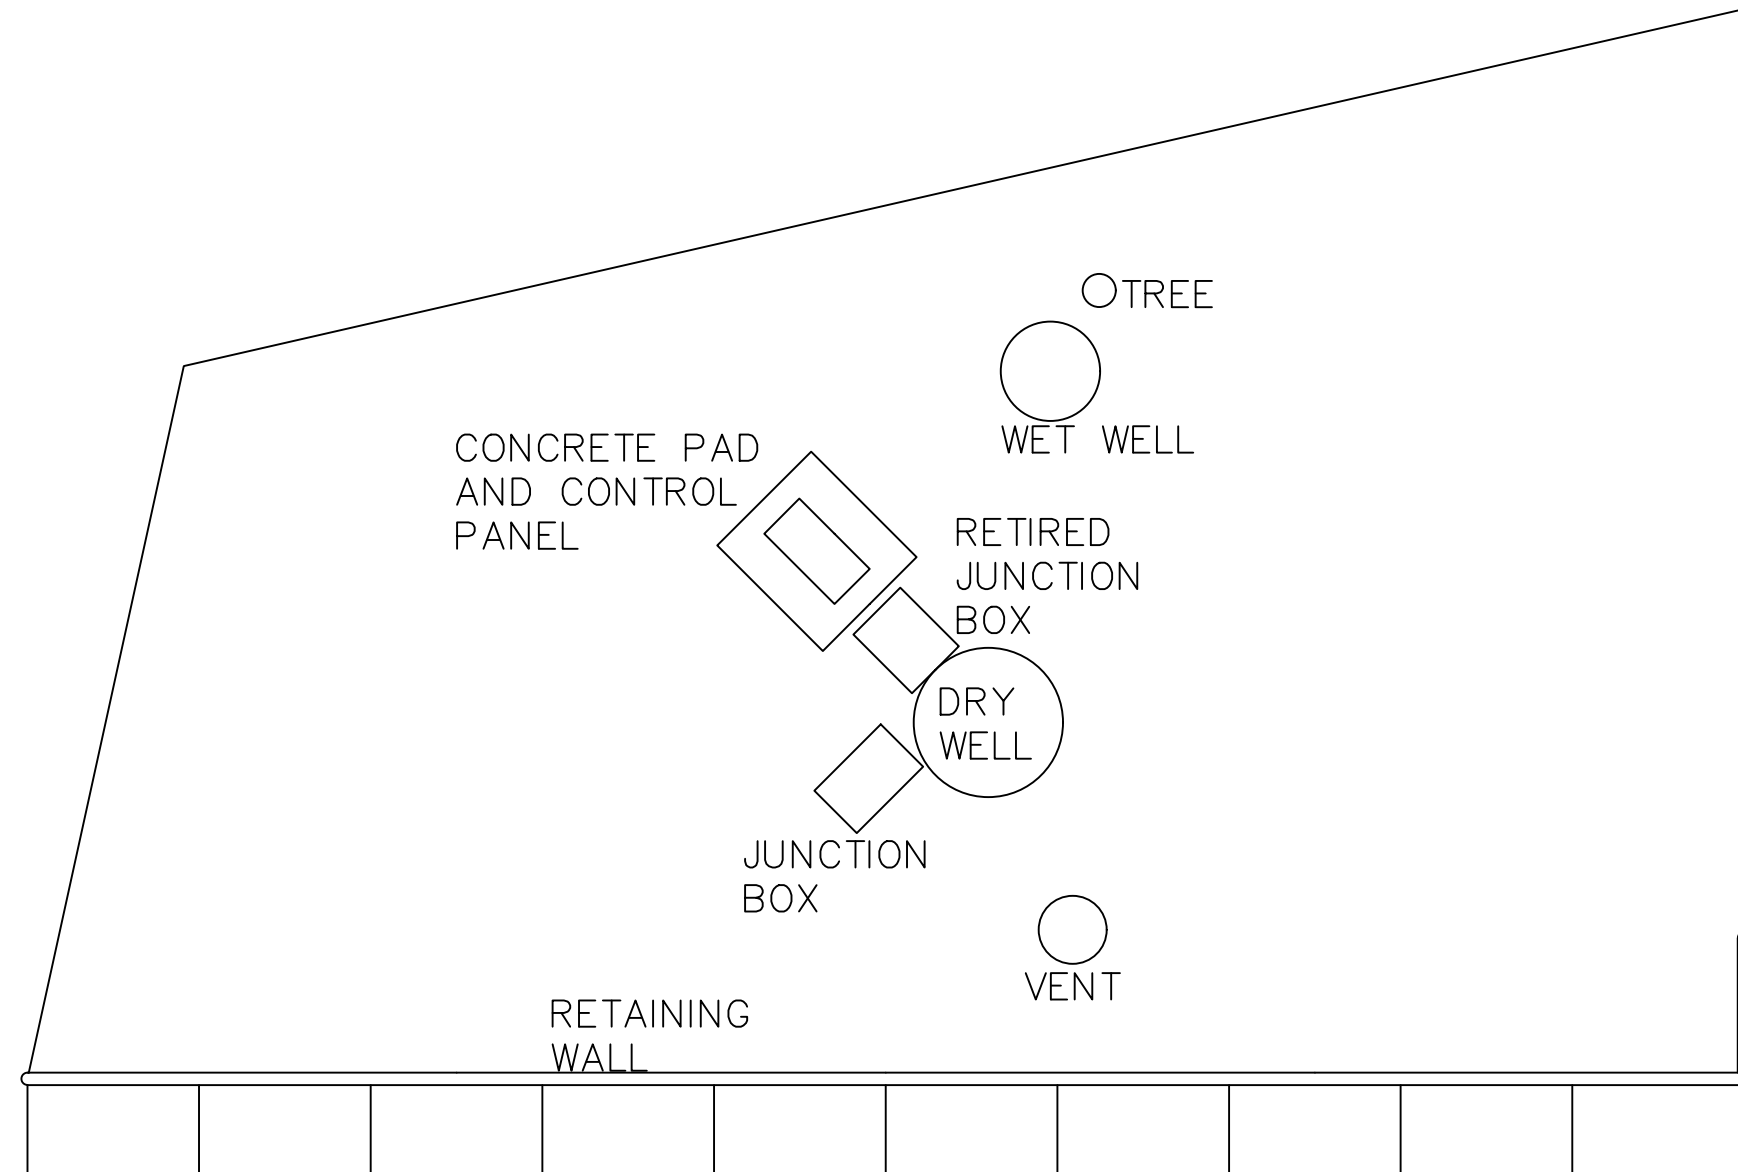 TREE
WET WELL
CONCRETE PAD
AND CONTROL
PANEL
RETIRED
JUNCTION
BOX
DRY
WELL
JUNCTION
BOX
VENT
RETAINING
WALL